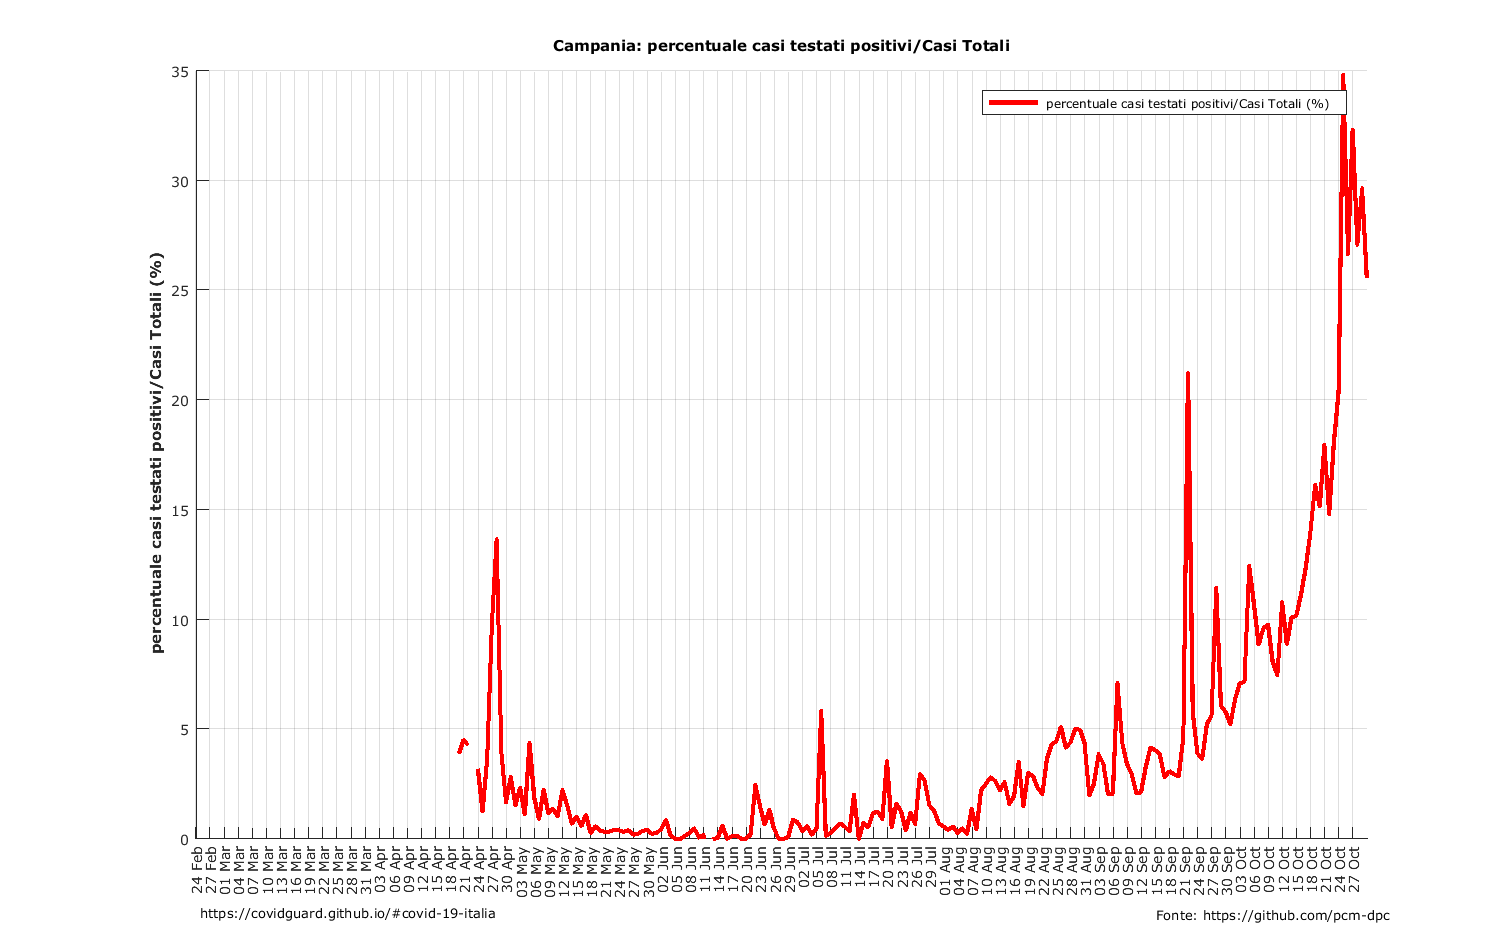 Campania: percentuale casi testati positivi/Casi Totali
percentuale casi testati positivi/Casi Totali (%)
percentuale casi testati positivi/Casi Totali (%)
35
30
25
20
15
10
5
0
24 Feb
27 Feb
01 Mar
04 Mar
07 Mar
10 Mar
13 Mar
16 Mar
19 Mar
22 Mar
25 Mar
28 Mar
31 Mar
03 Apr
06 Apr
09 Apr
12 Apr
15 Apr
18 Apr
21 Apr
24 Apr
27 Apr
30 Apr
03 May
06 May
09 May
12 May
15 May
18 May
21 May
24 May
27 May
30 May
02 Jun
05 Jun
08 Jun
11 Jun
14 Jun
17 Jun
20 Jun
23 Jun
26 Jun
29 Jun
02 Jul
05 Jul
08 Jul
11 Jul
14 Jul
17 Jul
20 Jul
23 Jul
26 Jul
29 Jul
01 Aug
04 Aug
07 Aug
10 Aug
13 Aug
16 Aug
19 Aug
22 Aug
25 Aug
28 Aug
31 Aug
03 Sep
06 Sep
09 Sep
12 Sep
15 Sep
18 Sep
21 Sep
24 Sep
27 Sep
30 Sep
03 Oct
06 Oct
09 Oct
12 Oct
15 Oct
18 Oct
21 Oct
24 Oct
27 Oct
https://covidguard.github.io/#covid-19-italia
Fonte: https://github.com/pcm-dpc